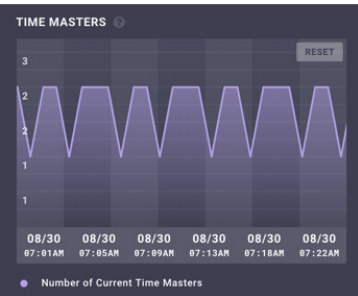 TIME MASTERS ?
RESET
3
2
2
1
1
08/30 08/30 08/30 08/30 08/30 08/30
07:01AM 07:05AM 07:09AM 07:13AM 07:18AM 07:22AM
Number of Current Time Masters